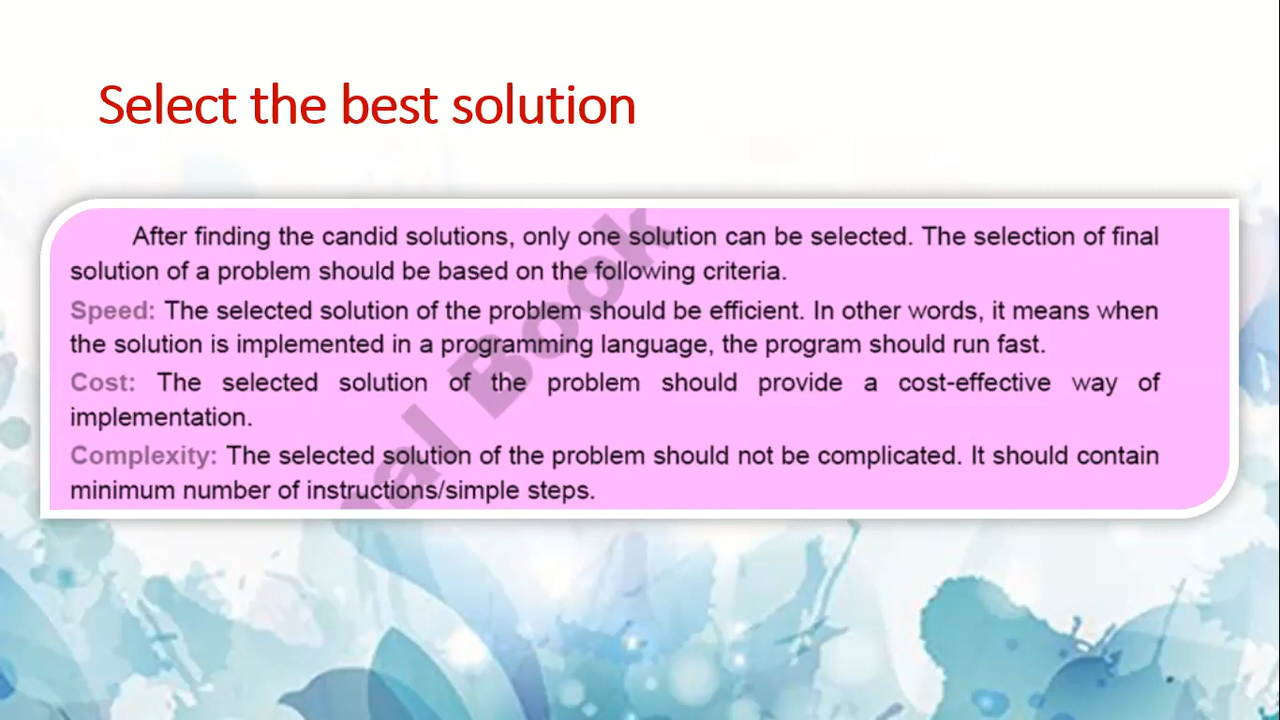 Select the best solution
After finding the candid solutions, only one solution can be selected. The selection of final
solution of a problem should be based on the following criteria.
Speed: The selected solution of the problem should be efficient. In other words, it means when
the solution is implemented in a programming language, the program should run fast.
Cost: The selected solution of the problem should provide a cost-effective way of
implementation.
Complexity: The selected solution of the problem should not be complicated. It should contain
minimum number of instructions/simple steps.
Book